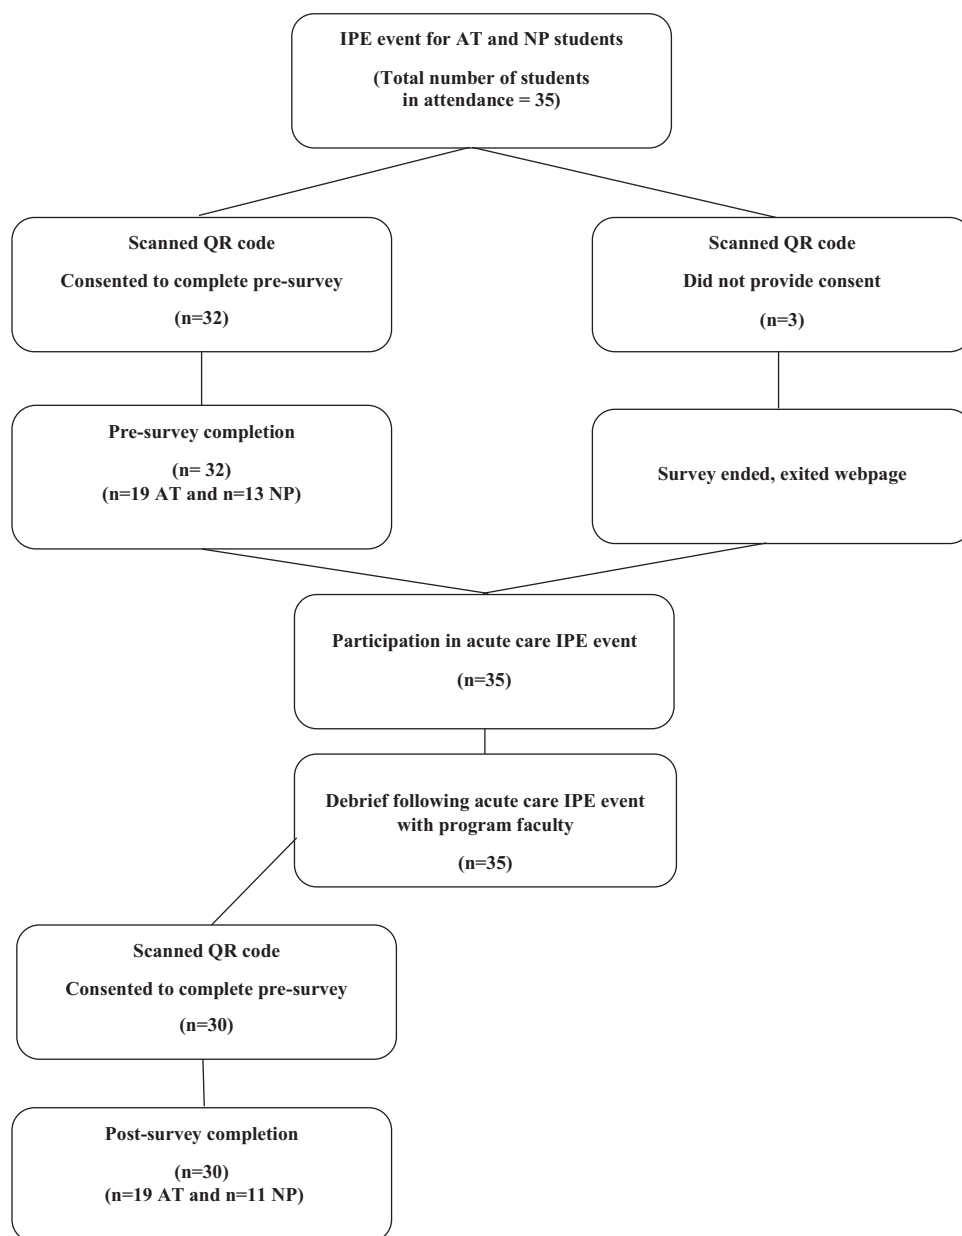 IPE event for AT and NP students
(Total number of students
in attendance = 35)
Scanned QR code
Consented to complete pre-survey
(n=32)
Scanned QR code
Did not provide consent
(n=3)
Pre-survey completion
(n= 32)
(n=19 AT and n=13 NP)
Survey ended, exited webpage
Participation in acute care IPE event
(n=35)
Debrief following acute care IPE event
with program faculty
(n=35)
Scanned QR code
Consented to complete pre-survey
(n=30)
Post-survey completion
(n=30)
(n=19 AT and n=11 NP)